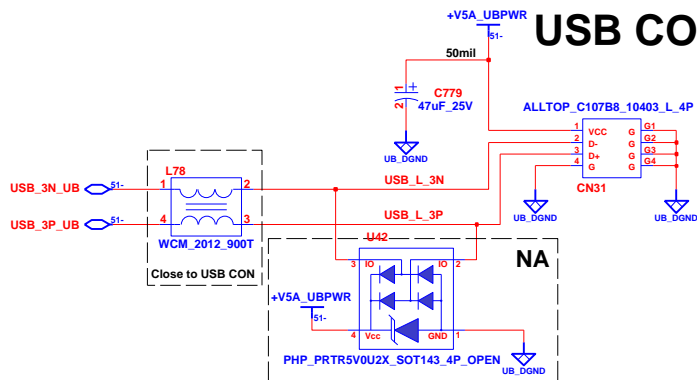 +V5A_UBPWR
51-
USB CO
50mil
1
+
2
C779
47uF_25V
UB_DGND
ALLTOP_C107B8_10403_L_4P
1 VCC G G1
2 D- G G2
3 D+ G G3
4 G G G4
CN31
UB_DGND
UB_DGND
L78
USB_3N_UB 51- 1 2 USB_L_3N
USB_3P_UB 51- 4 3 USB_L_3P
WCM_2012_900T
Close to USB CON
U42
NA
3 IO IO 2
+V5A_UBPWR
51-
4 Vcc GND 1
PHP_PRTR5V0U2X_SOT143_4P_OPEN
UB_DGND